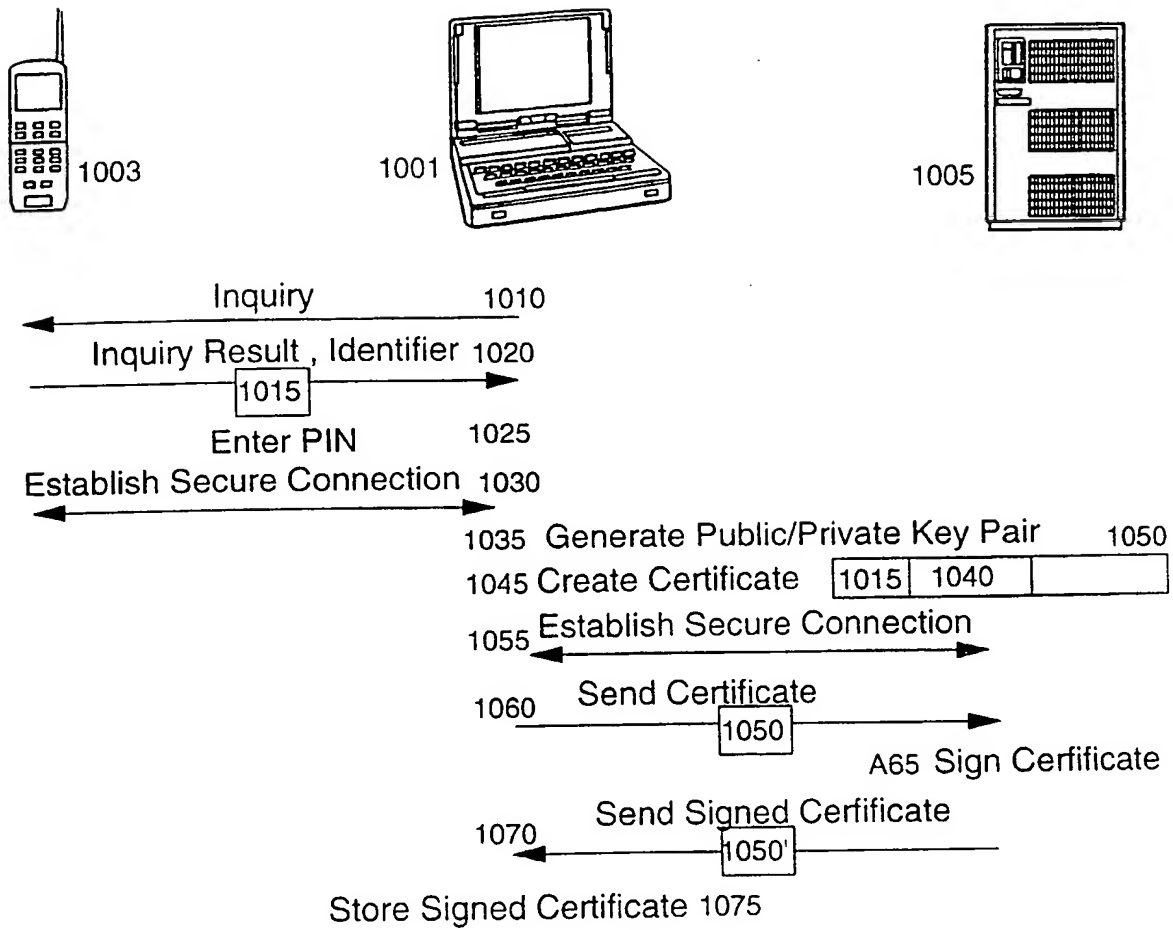 1003
1001
1005
Inquiry 1010
Inquiry Result , Identifier 1020
1015
Enter PIN 1025
Establish Secure Connection 1030
1035 Generate Public/Private Key Pair 1050
1045 Create Certificate 1015 1040
1055 Establish Secure Connection
1060 Send Certificate
1050
A65 Sign Cerfificate
Send Signed Cerfificate
1070
1050'
Store Signed Certificate 1075